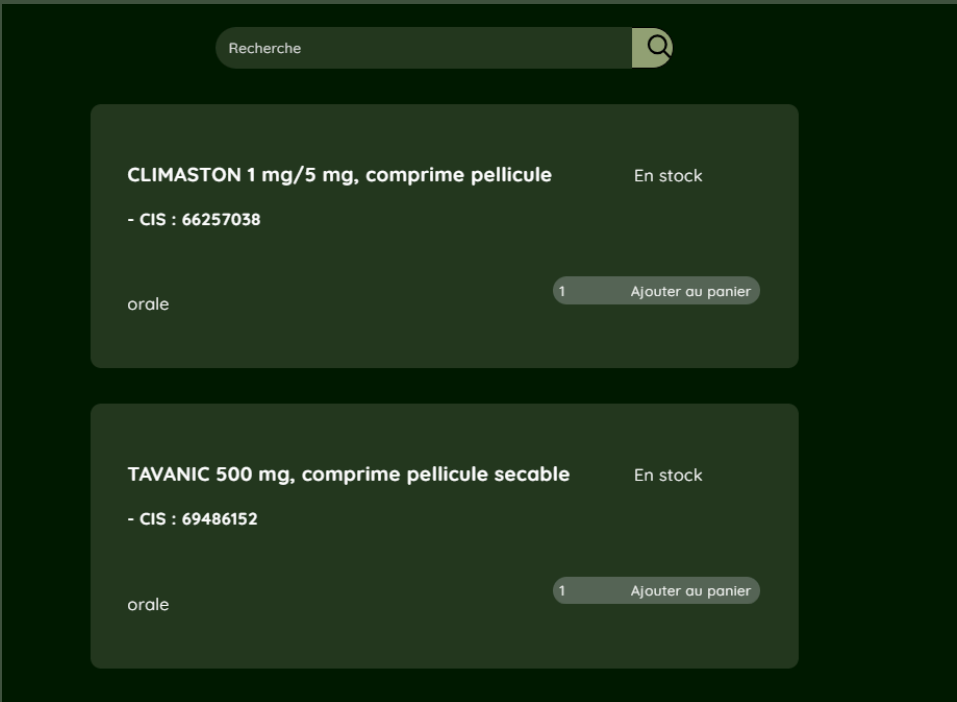 Recherche
CLIMASTON 1 mg/5 mg, comprime pellicule
En stock
- CIS : 66257038
orale
1
Ajouter au panier
TAVANIC 500 mg, comprime pellicule secable
En stock
- CIS : 69486152
orale
1
Ajouter au panier